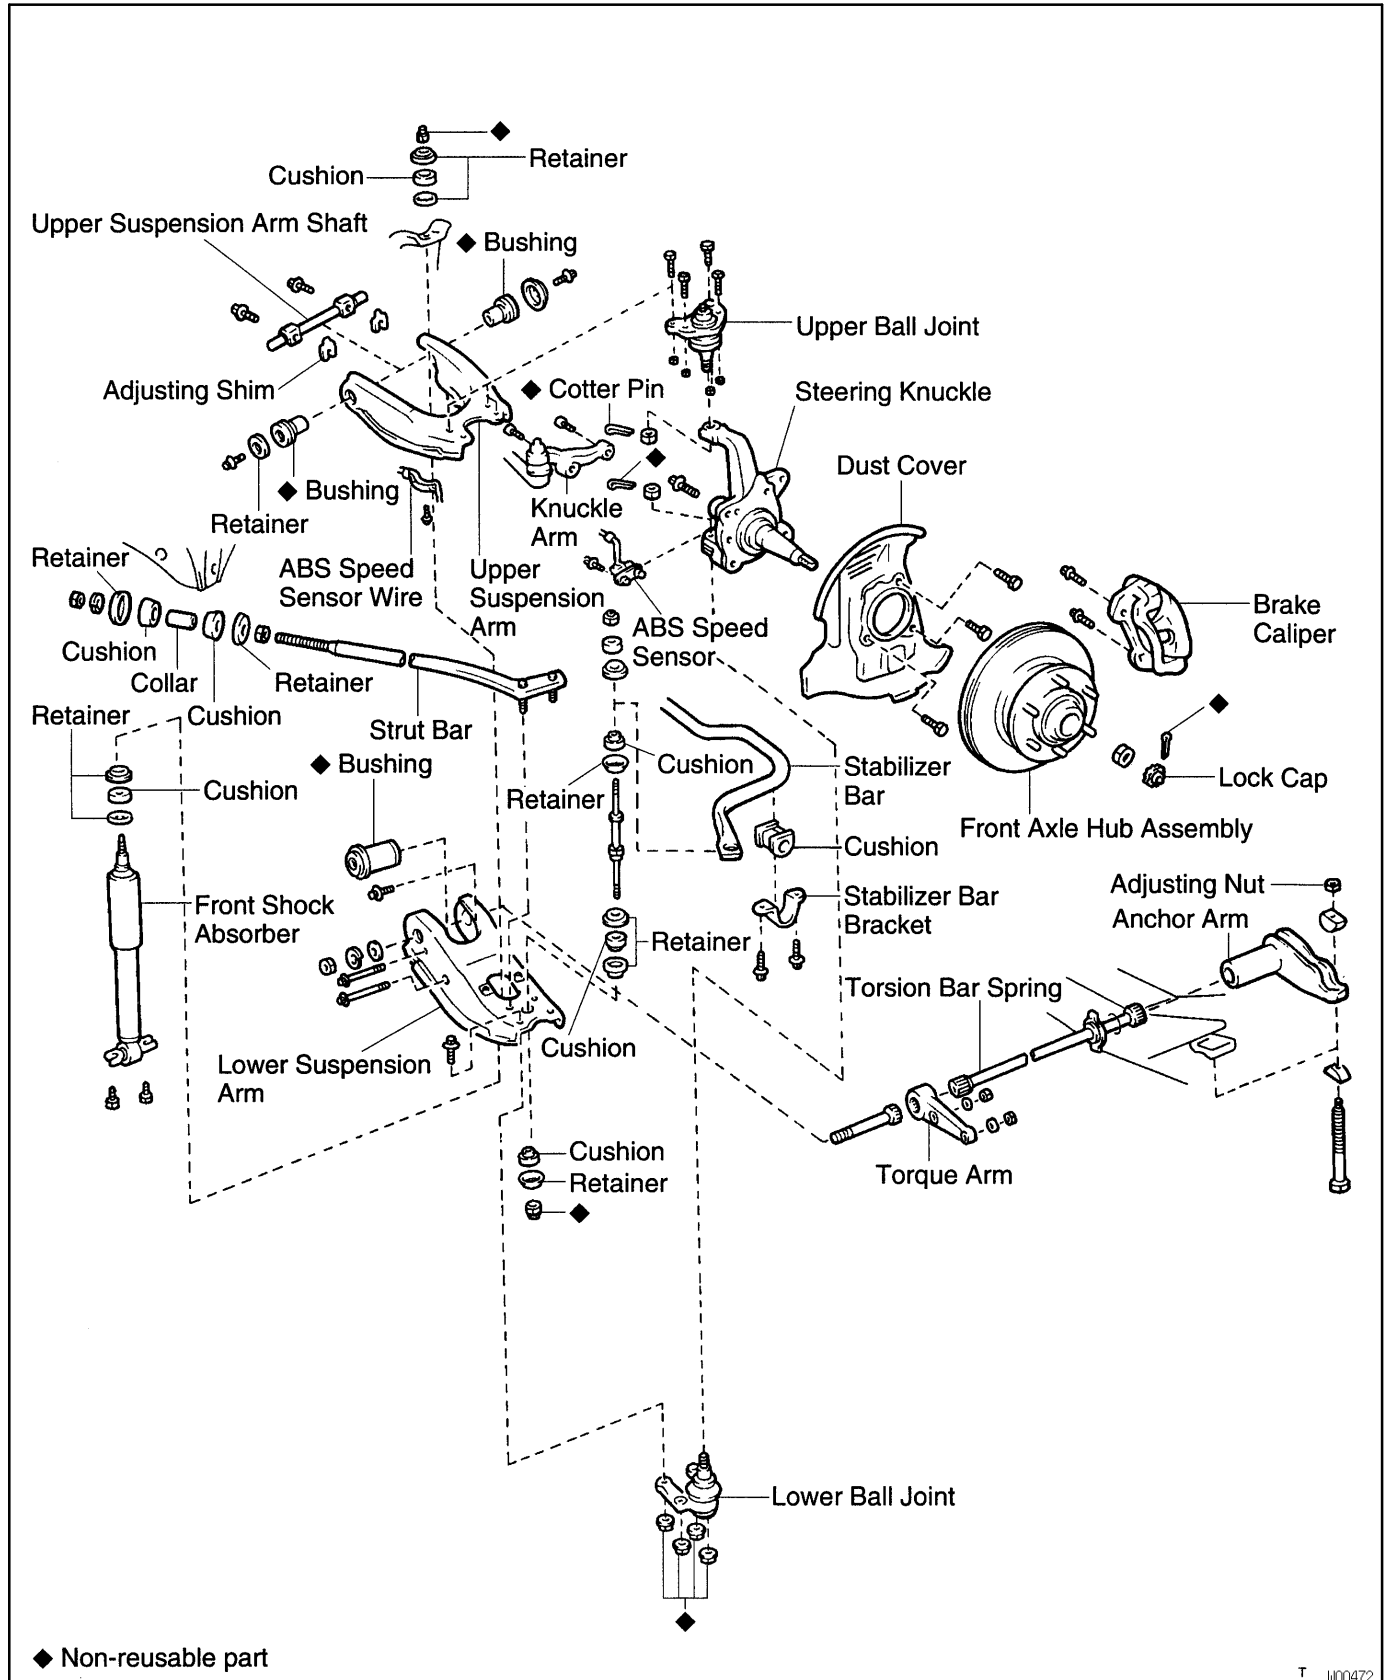 ◆
Retainer
Cushion
Upper Suspension Arm Shaft
◆ Bushing
Upper Ball Joint
Adjusting Shim
◆ Cotter Pin
Steering Knuckle
◆
Dust Cover
◆ Bushing
Retainer
Knuckle
Arm
Retainer
ABS Speed
Sensor Wire
Upper
Suspension
Arm
Brake
Caliper
ABS Speed
Sensor
Cushion
Collar
Retainer
Retainer
Cushion
Strut Bar
◆
◆ Bushing
Cushion
Stabilizer
Bar
Lock Cap
Cushion
Retainer
Front Axle Hub Assembly
Cushion
Adjusting Nut
Anchor Arm
Front Shock
Absorber
Stabilizer Bar
Bracket
Retainer
Torsion Bar Spring
Cushion
Lower Suspension
Arm
Cushion
Retainer
Torque Arm
◆
Lower Ball Joint
◆
◆ Non-reusable part
T W00472